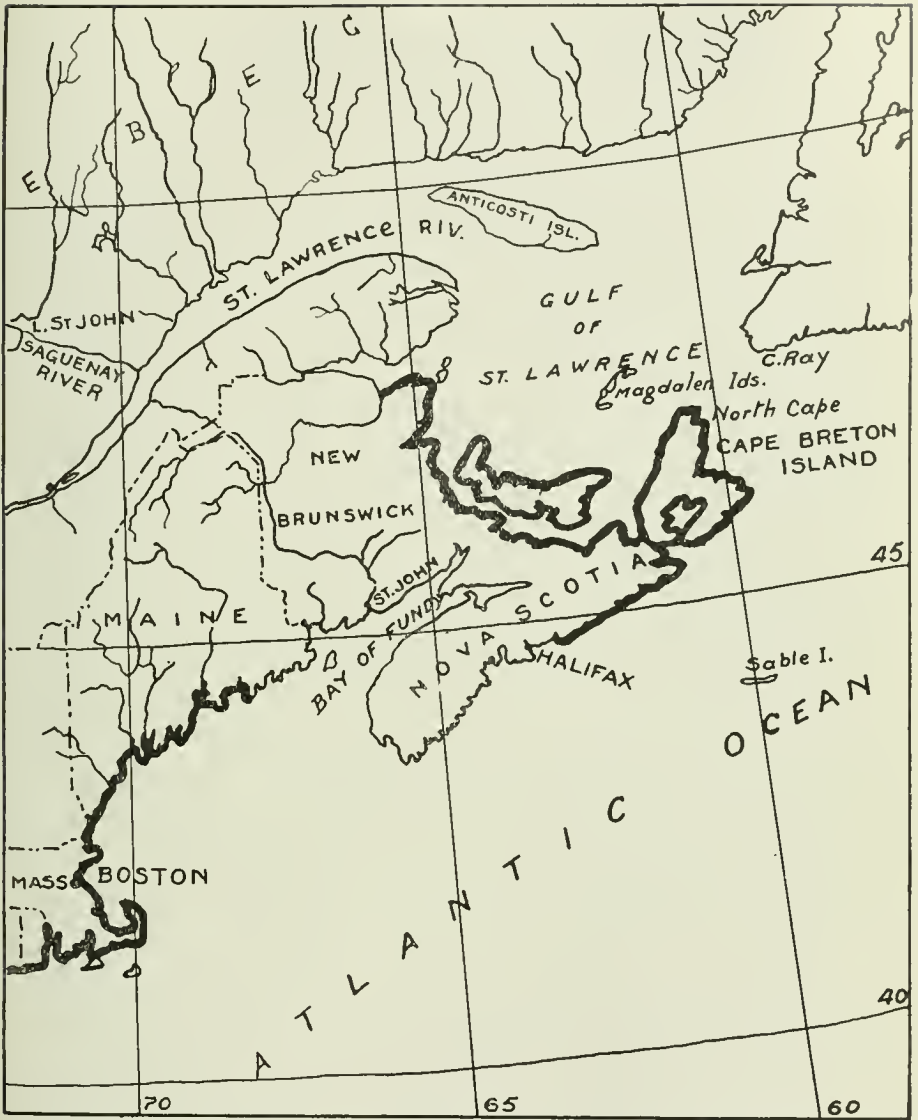 QUEBEC
ANTICOSTI ISL.
ST. LAWRENCE RIV.
GULF
OF
ST. LAWRENCE
L. ST JOHN
SAGUENAY
RIVER
C. Ray
Magdalen Ids.
North Cape
CAPE BRETON
ISLAND
NEW
BRUNSWICK
ST. JOHN
45
MAINE
BAY OF FUNDY
NOVA SCOTIA
HALIFAX
Sable I.
ATLANTIC OCEAN
MASS
BOSTON
40
70
65
60